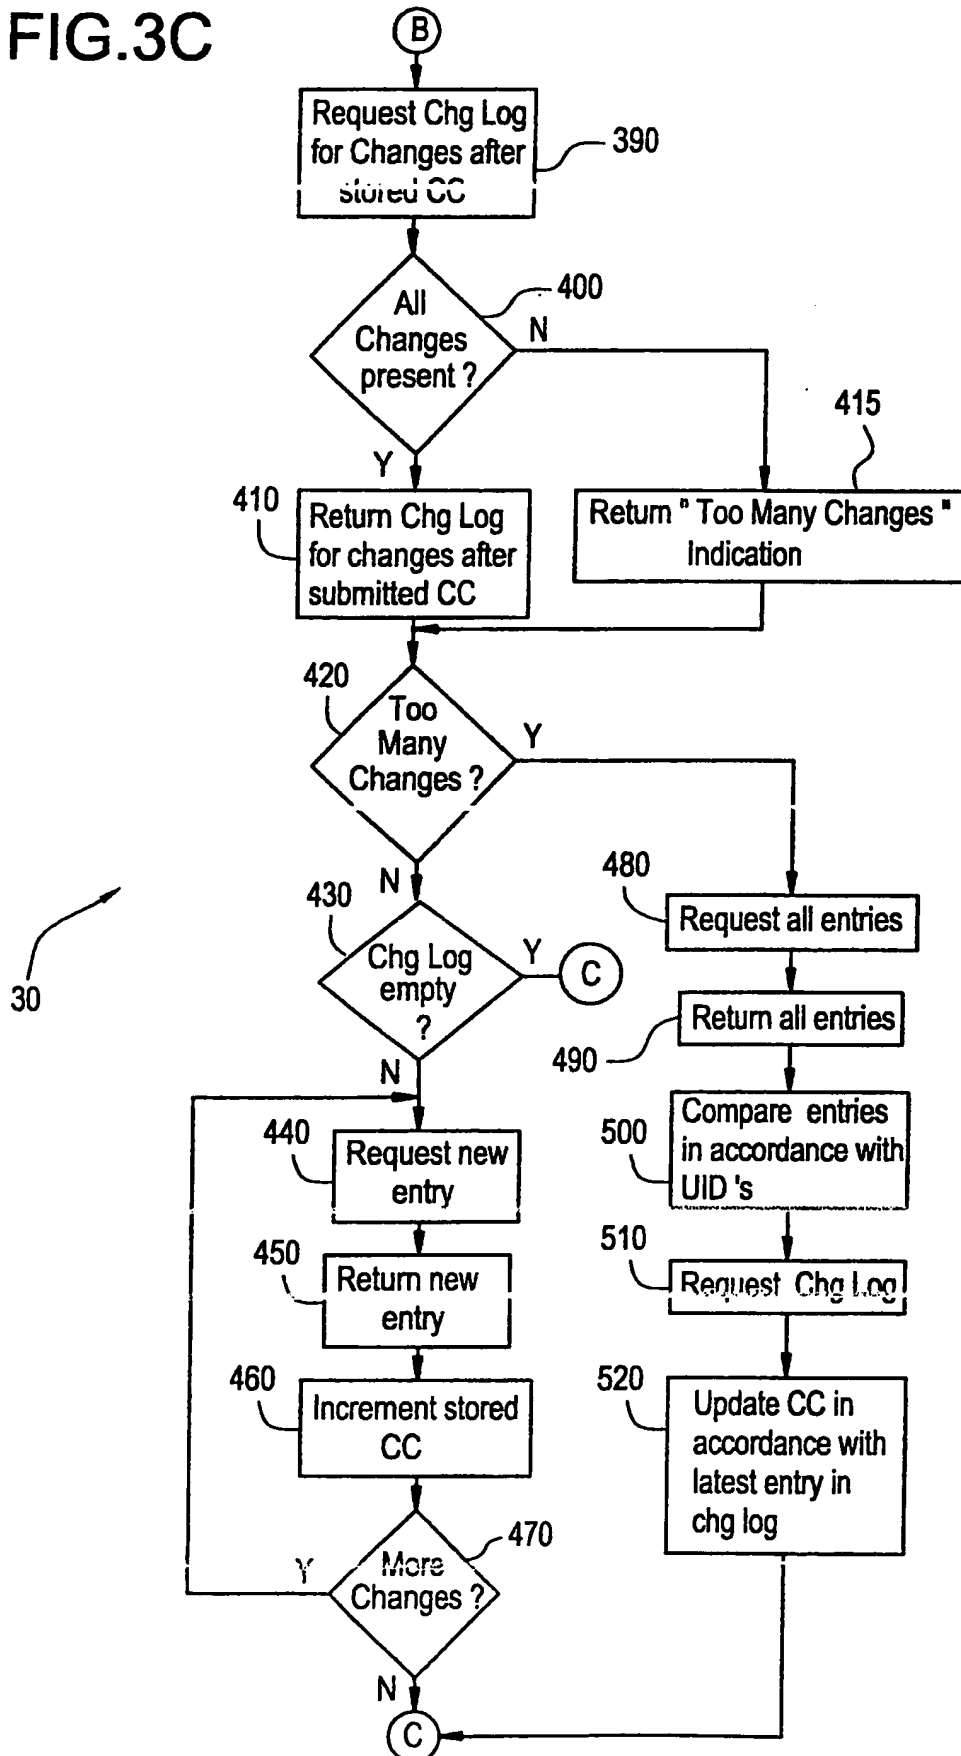 FIG.3C
B
Request Chg Log
for Changes after
stored CC
390
All
Changes
present ?
400
N
Y
415
410
Return Chg Log
for changes after
submitted CC
Return " Too Many Changes "
Indication
420
Too
Many
Changes ?
Y
N
430
Chg Log
empty
?
Y
C
N
480
Request all entries
30
490
Return all entries
440
Request new
entry
500
Compare entries
in accordance with
UID 's
450
Return new
entry
510
Request Chg Log
460
Increment stored
CC
520
Update CC in
accordance with
latest entry in
chg log
470
More
Changes ?
Y
N
C